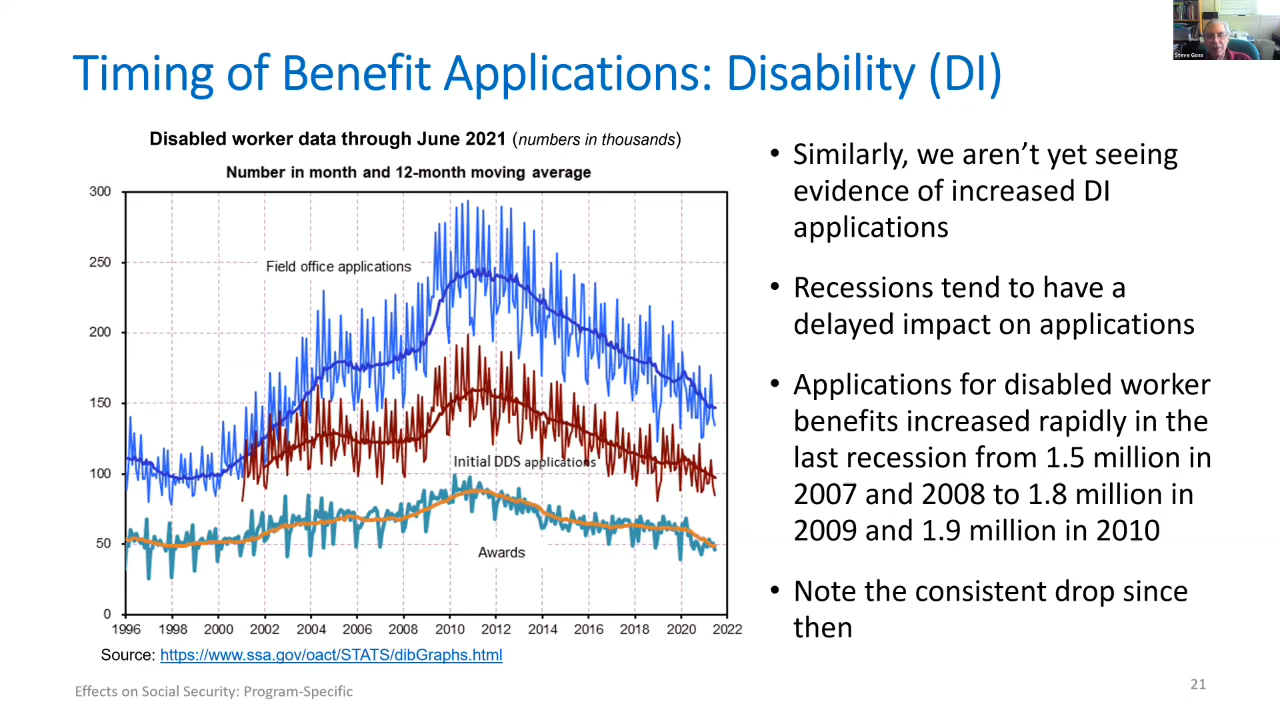 Steve Goss
Timing of Benefit Applications: Disability (DI)
Disabled worker data through June 2021 (numbers in thousands)
Number in month and 12-month moving average
300
250
200
150
100
50
0
Field office applications
Initial DDS applications
Awards
1996 1998 2000 2002 2004 2006 2008 2010 2012 2014 2016 2018 2020 2022
Source: https://www.ssa.gov/oact/STATS/dibGraphs.html
• Similarly, we aren’t yet seeing
evidence of increased DI
applications
• Recessions tend to have a
delayed impact on applications
• Applications for disabled worker
benefits increased rapidly in the
last recession from 1.5 million in
2007 and 2008 to 1.8 million in
2009 and 1.9 million in 2010
• Note the consistent drop since
then
Effects on Social Security: Program-Specific
21